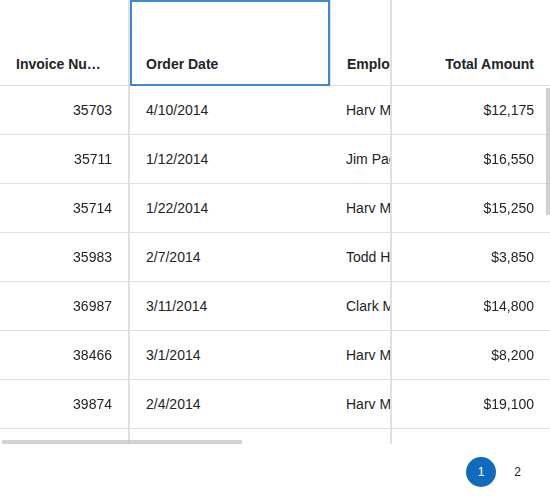 Invoice Nu… Order Date Emplo Total Amount
35703 4/10/2014 Harv M $12,175
35711 1/12/2014 Jim Pa $16,550
35714 1/22/2014 Harv M $15,250
35983 2/7/2014 Todd H $3,850
36987 3/11/2014 Clark M $14,800
38466 3/1/2014 Harv M $8,200
39874 2/4/2014 Harv M $19,100
1 2